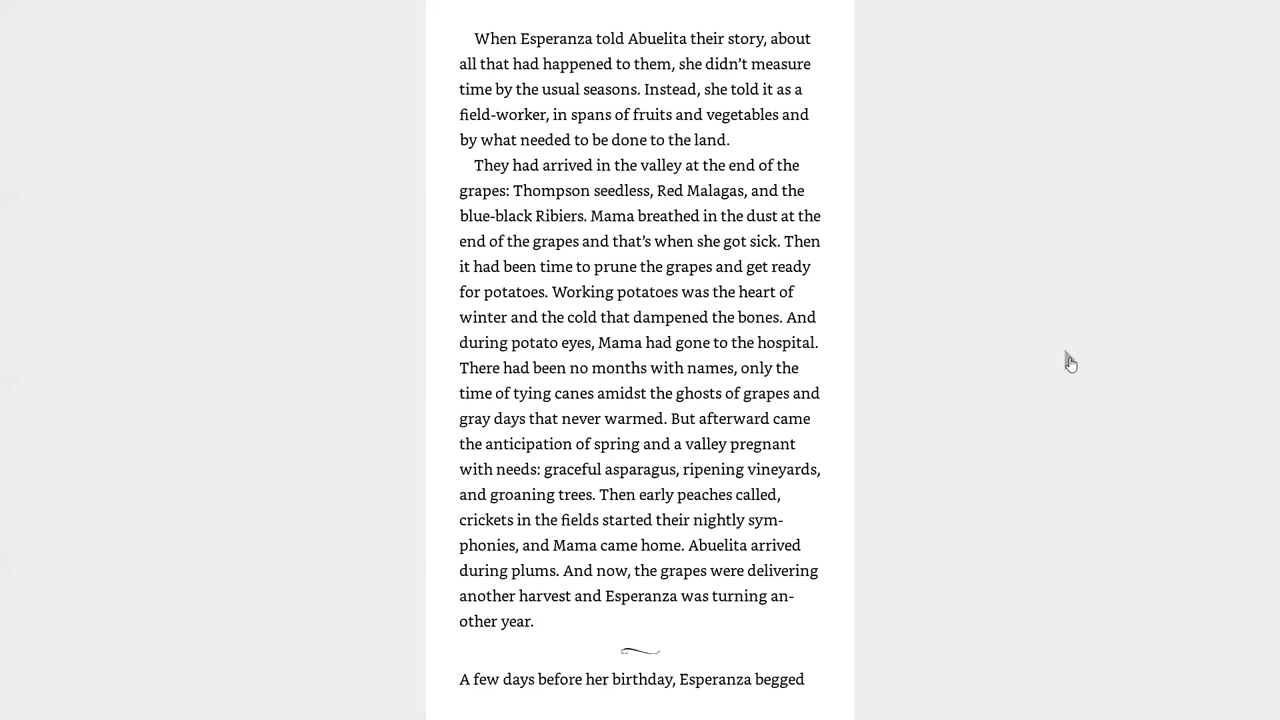 When Esperanza told Abuelita their story, about
all that had happened to them, she didn’t measure
time by the usual seasons. Instead, she told it as a
field-worker, in spans of fruits and vegetables and
by what needed to be done to the land.
They had arrived in the valley at the end of the
grapes: Thompson seedless, Red Malagas, and the
blue-black Ribiers. Mama breathed in the dust at the
end of the grapes and that’s when she got sick. Then
it had been time to prune the grapes and get ready
for potatoes. Working potatoes was the heart of
winter and the cold that dampened the bones. And
during potato eyes, Mama had gone to the hospital.
There had been no months with names, only the
time of tying canes amidst the ghosts of grapes and
gray days that never warmed. But afterward came
the anticipation of spring and a valley pregnant
with needs: graceful asparagus, ripening vineyards,
and groaning trees. Then early peaches called,
crickets in the fields started their nightly sym-
phonies, and Mama came home. Abuelita arrived
during plums. And now, the grapes were delivering
another harvest and Esperanza was turning an-
other year.
A few days before her birthday, Esperanza begged